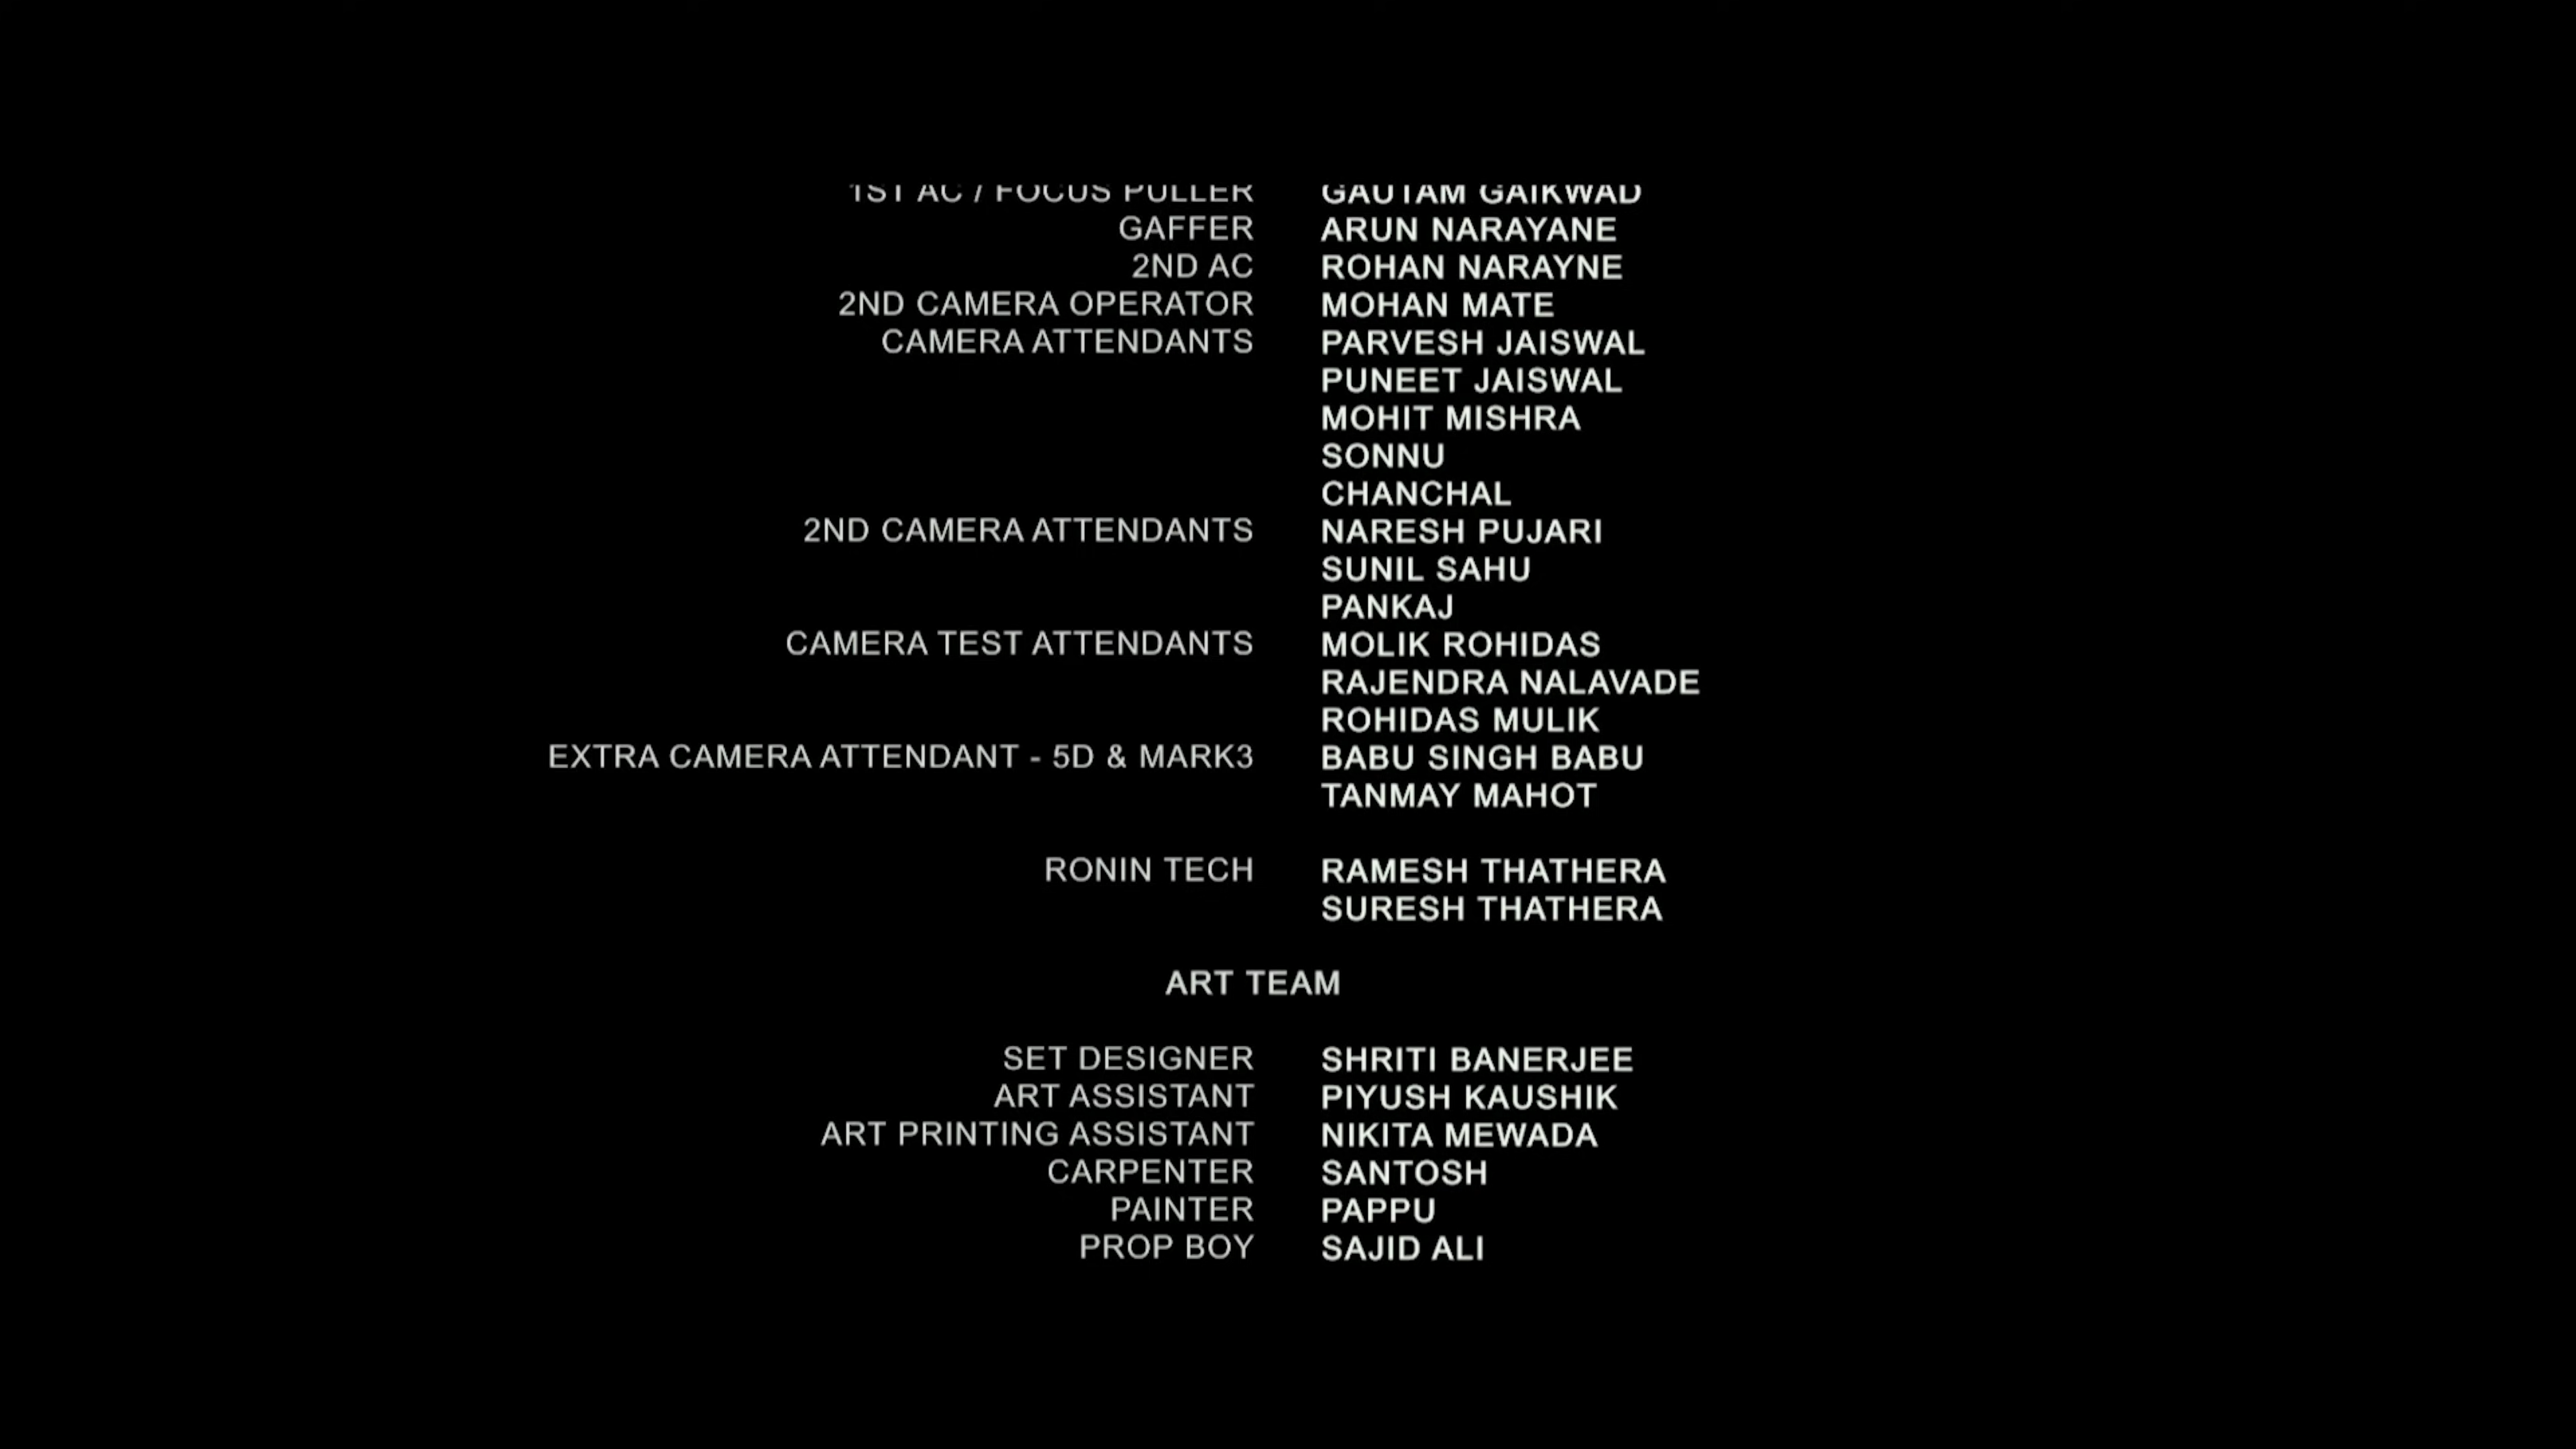 1ST AC / FOCUS PULLER GAUTAM GAIKWAD
GAFFER ARUN NARAYANE
2ND AC ROHAN NARAYNE
2ND CAMERA OPERATOR MOHAN MATE
CAMERA ATTENDANTS PARVESH JAISWAL
PUNEET JAISWAL
MOHIT MISHRA
SONNU
CHANCHAL
2ND CAMERA ATTENDANTS NARESH PUJARI
SUNIL SAHU
PANKAJ
CAMERA TEST ATTENDANTS MOLIK ROHIDAS
RAJENDRA NALAVADE
ROHIDAS MULIK
EXTRA CAMERA ATTENDANT - 5D & MARK3 BABU SINGH BABU
TANMAY MAHOT
RONIN TECH RAMESH THATHERA
SURESH THATHERA
ART TEAM
SET DESIGNER SHRITI BANERJEE
ART ASSISTANT PIYUSH KAUSHIK
ART PRINTING ASSISTANT NIKITA MEWADA
CARPENTER SANTOSH
PAINTER PAPPU
PROP BOY SAJID ALI